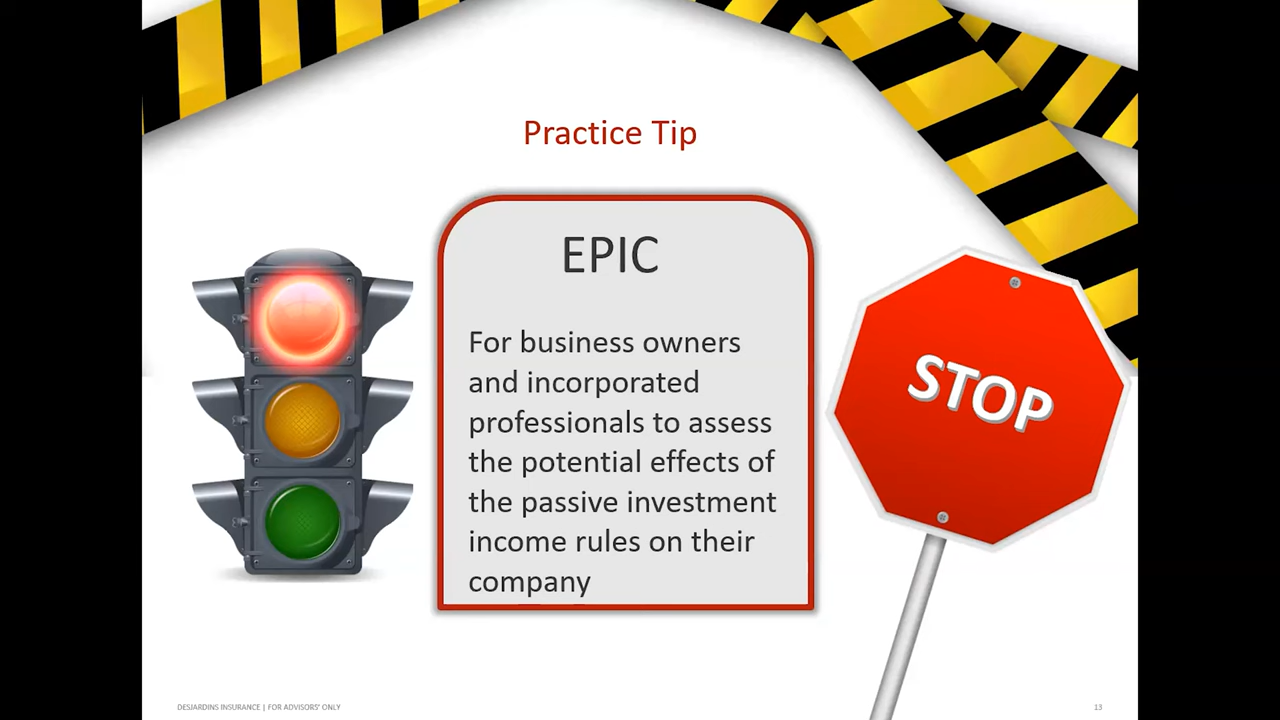 Practice Tip
EPIC
For business owners
and incorporated
professionals to assess
the potential effects of
the passive investment
income rules on their
company
STOP
DESJARDINS INSURANCE | FOR ADVISORS' ONLY
13